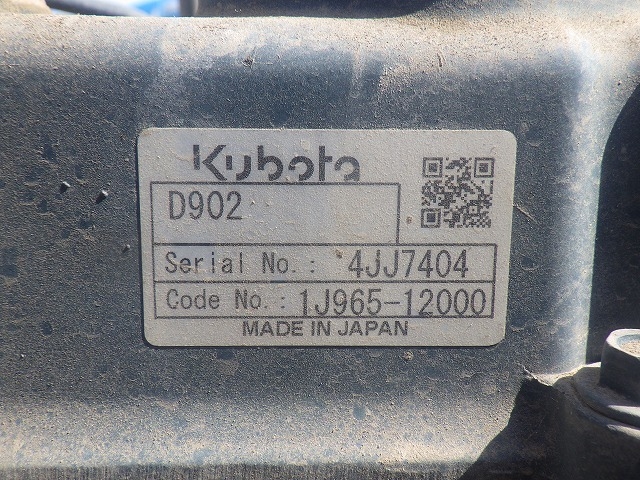 Kubota
D902
Serial No.: 4JJ7404
Code No.: 1J965-12000
MADE IN JAPAN